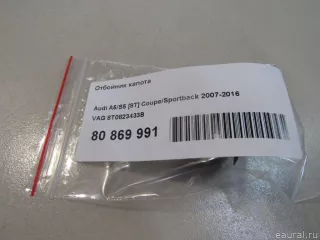 Отбойник капота
Audi A5/S5 [8T] Coupe/Sportback 2007-2016
VAG 8T0823433B
80 869 991
© eaural.ru